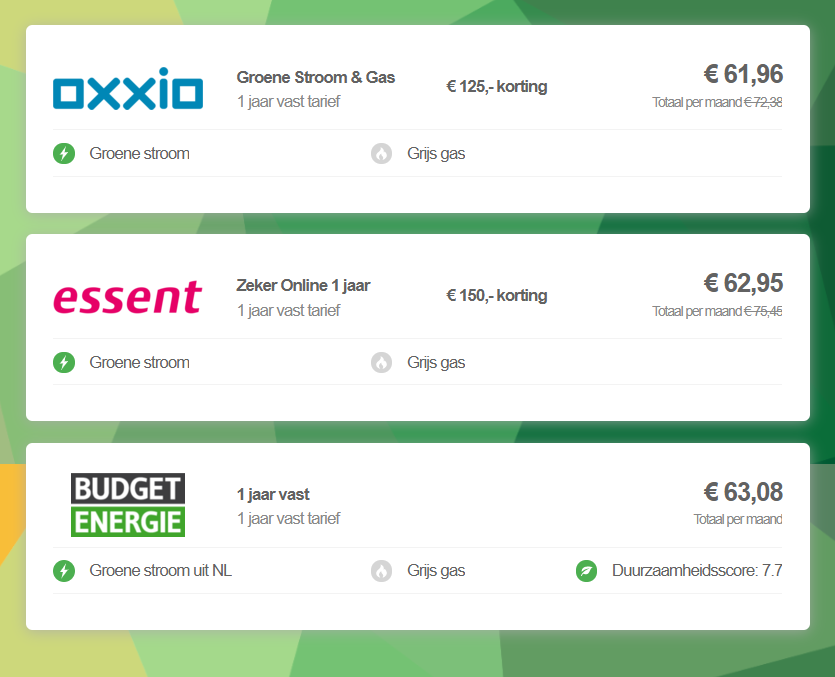 oxxio
Groene Stroom & Gas
1 jaar vast tarief
€ 125,- korting
€ 61,96
Totaal per maand € 72,38
Groene stroom
Grijs gas
essent
Zeker Online 1 jaar
1 jaar vast tarief
€ 150,- korting
€ 62,95
Totaal per maand € 75,45
Groene stroom
Grijs gas
BUDGET
ENERGIE
1 jaar vast
1 jaar vast tarief
€ 63,08
Totaal per maand
Groene stroom uit NL
Grijs gas
Duurzaamheidsscore: 7.7